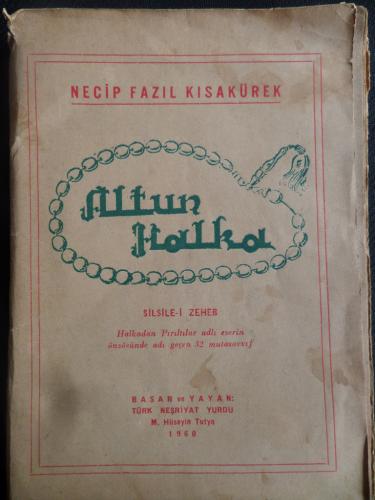 NECİP FAZIL KISAKÜREK
Altun
Halka
SİLSİLE-İ ZEHEB
Halkadan Pırıltılar adlı eserin
önsözünde adı geçen 32 mutasavvıf
BASAN ve YAYAN:
TÜRK NEŞRİYAT YURDU
M. Hüseyin Tutya
1960